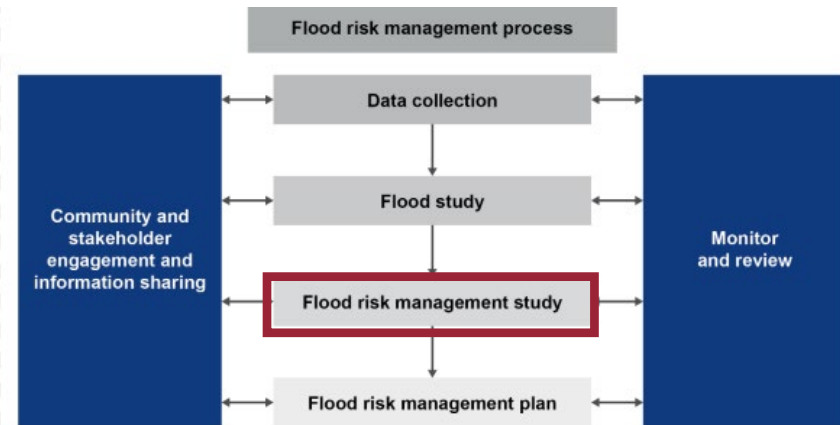 Flood risk management process
Data collection
Flood study
Community and
stakeholder
engagement and
information sharing
Monitor
and review
Flood risk management study
Flood risk management plan